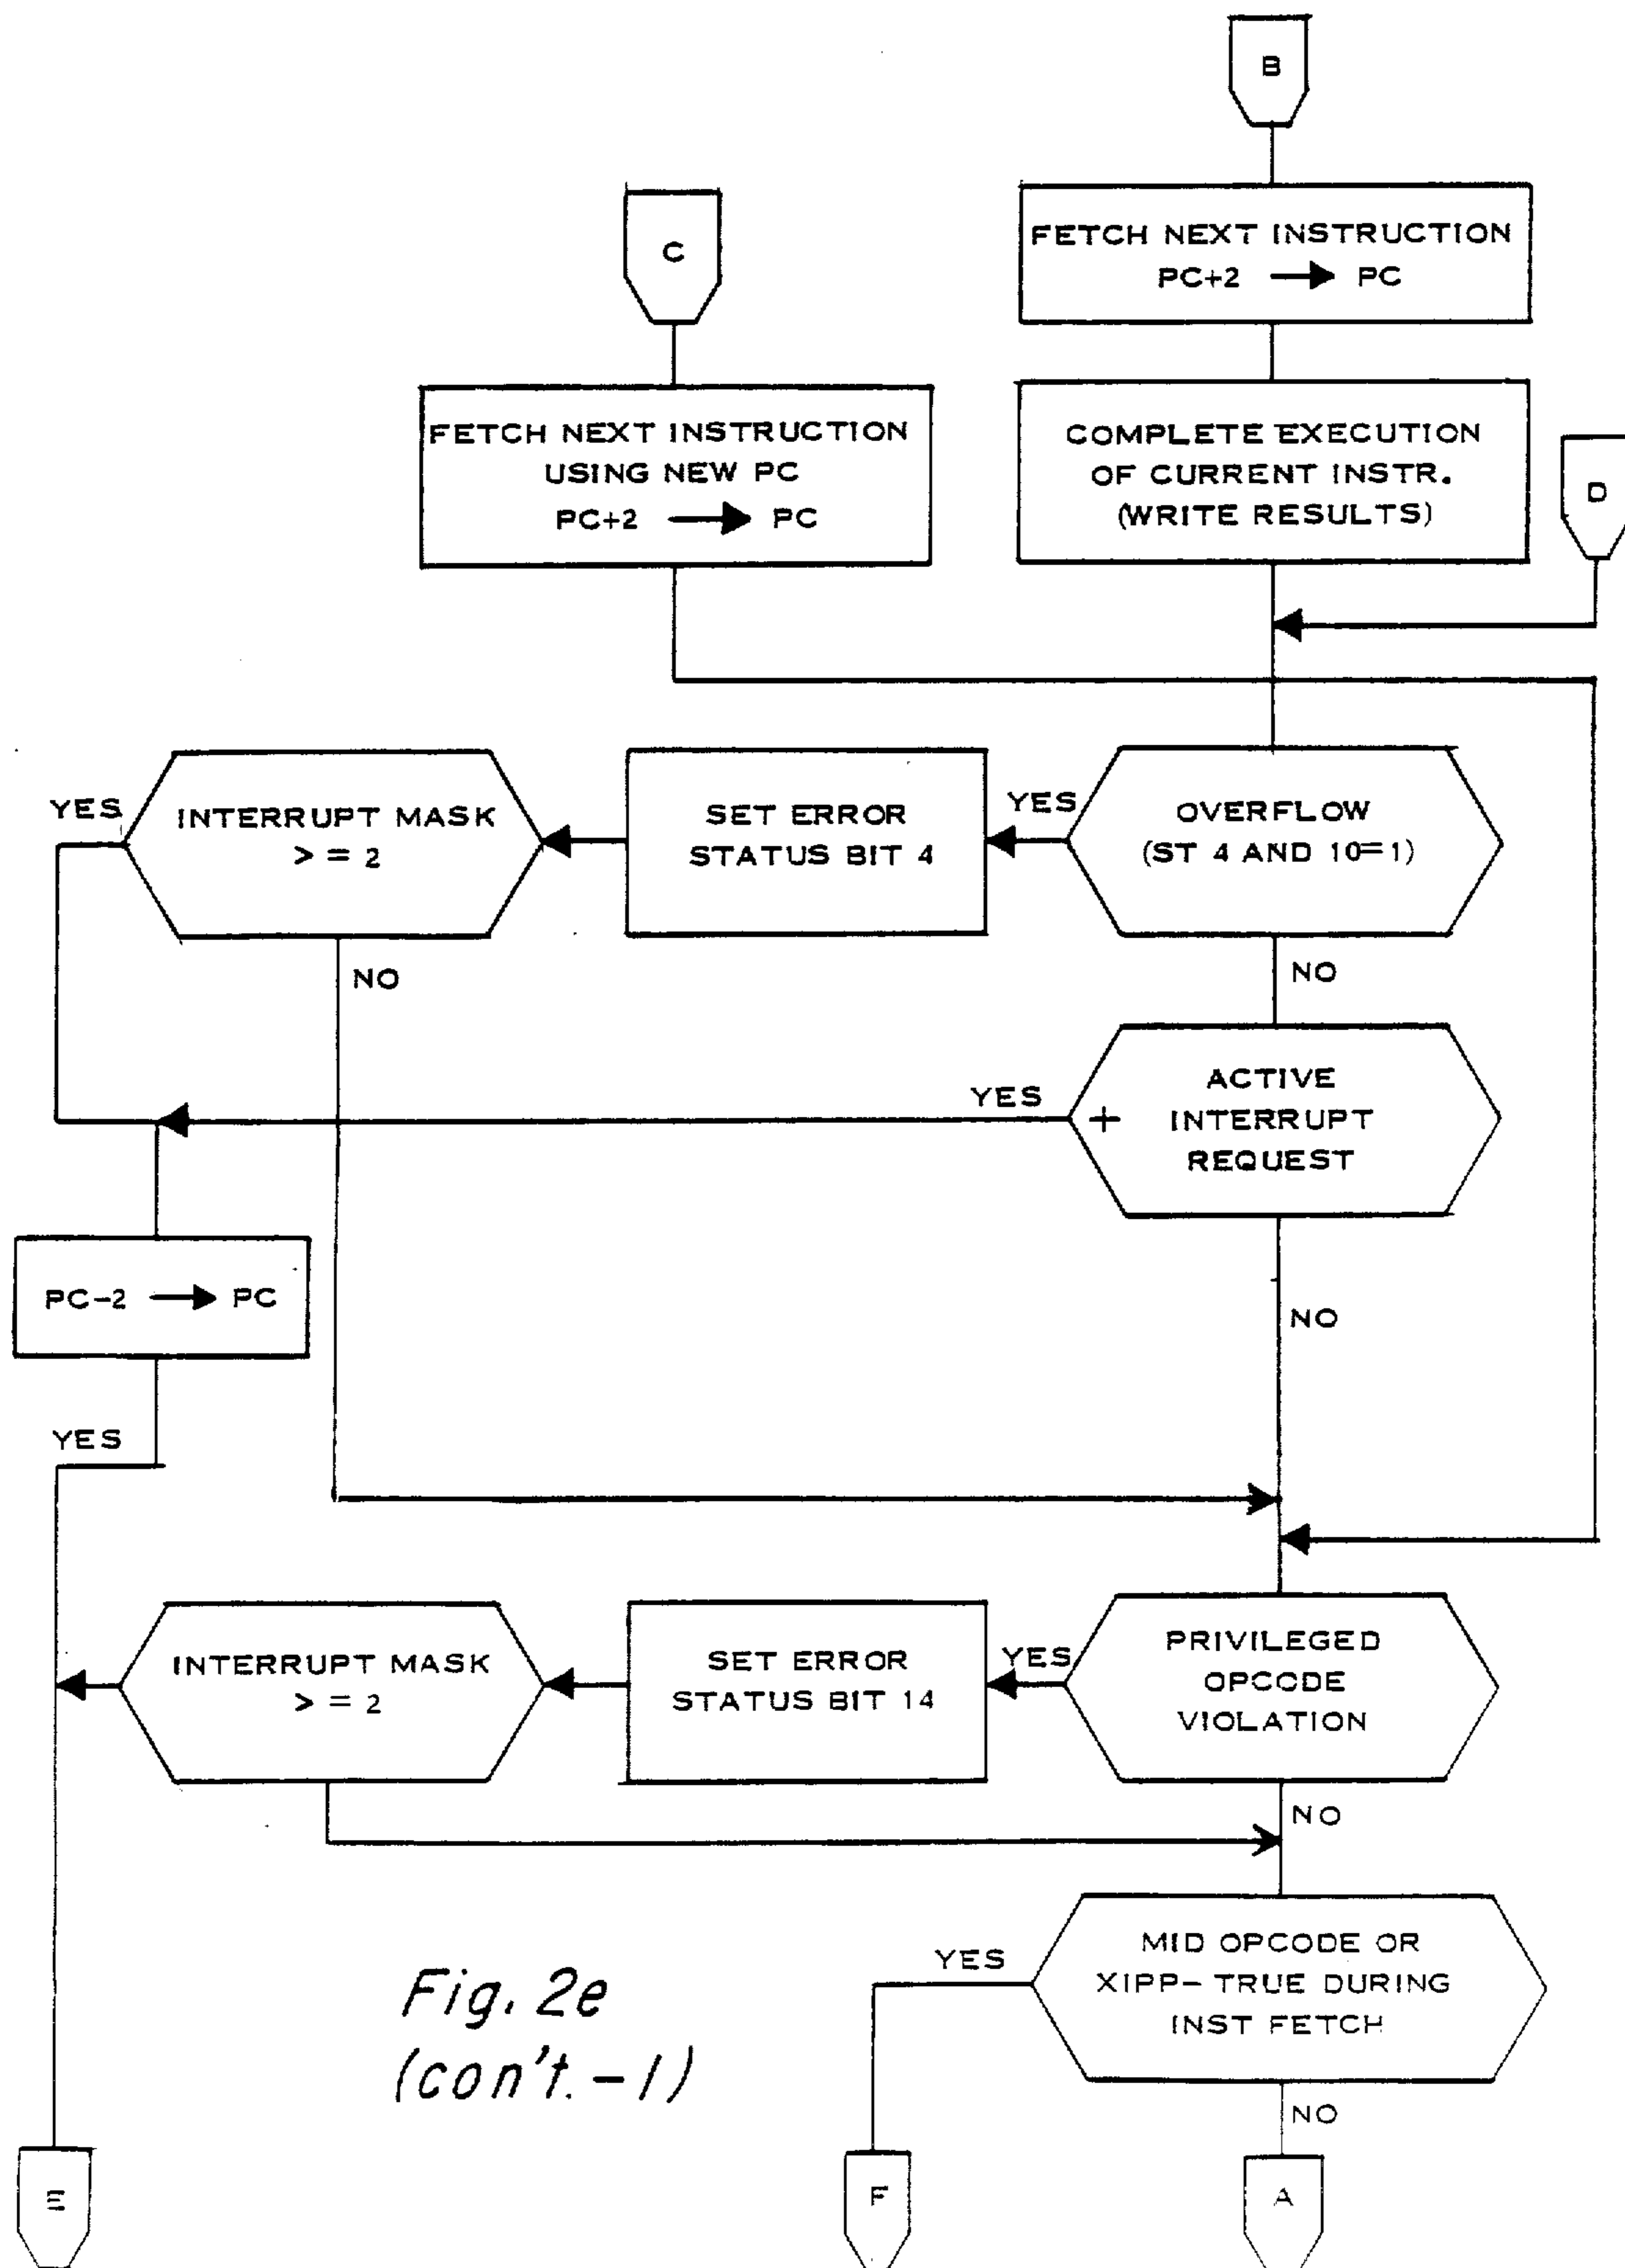 B
FETCH NEXT INSTRUCTION
PC+2 → PC
C
FETCH NEXT INSTRUCTION
USING NEW PC
PC+2 → PC
COMPLETE EXECUTION
OF CURRENT INSTR.
(WRITE RESULTS)
D
YES
INTERRUPT MASK
> = 2
NO
SET ERROR
STATUS BIT 4
YES
OVERFLOW
(ST 4 AND 10=1)
NO
YES
+
ACTIVE
INTERRUPT
REQUEST
NO
PC-2 → PC
YES
INTERRUPT MASK
> = 2
SET ERROR
STATUS BIT 14
YES
PRIVILEGED
OPCODE
VIOLATION
NO
YES
MID OPCODE OR
XIPP- TRUE DURING
INST FETCH
NO
Fig. 2e
(con't. -1)
E
F
A